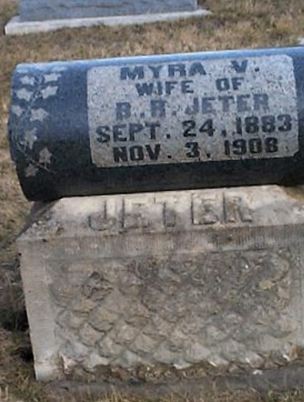 MYRA V.
WIFE OF
B. R. JETER
SEPT. 24, 1883
NOV. 3, 1908
JETER